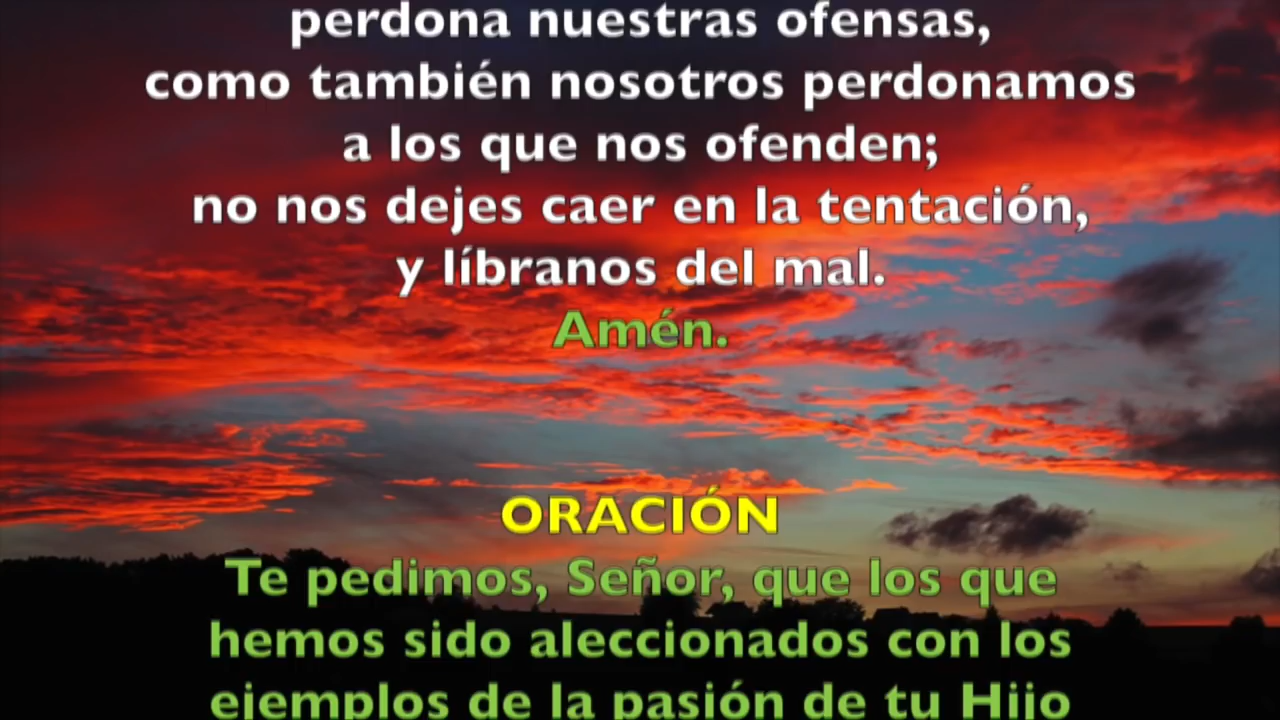 perdona nuestras ofensas,
como también nosotros perdonamos
a los que nos ofenden;
no nos dejes caer en la tentación,
y líbranos del mal.
Amén.
ORACIÓN
Te pedimos, Señor, que los que
hemos sido aleccionados con los
ejemplos de la pasión de tu Hijo